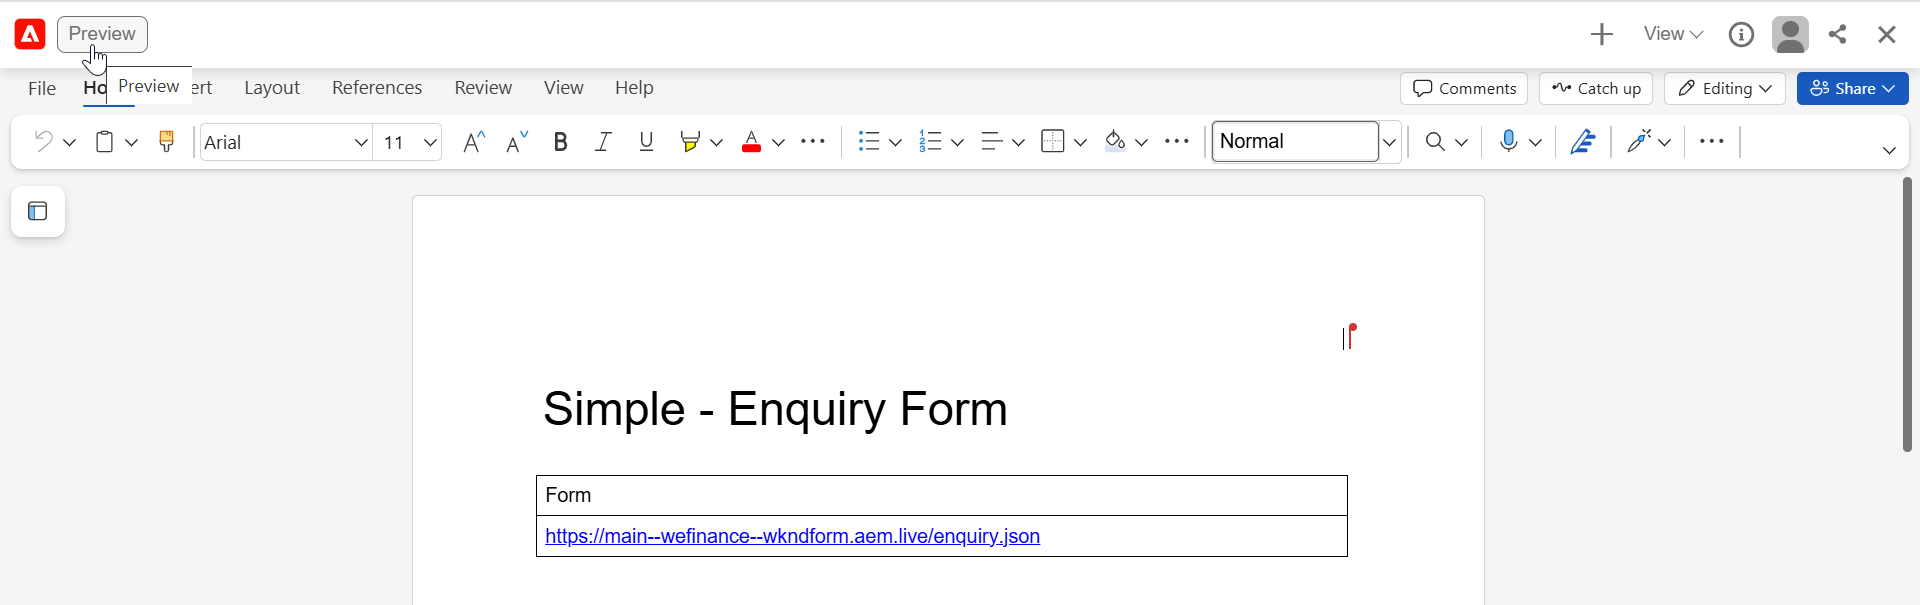 Preview
View
Preview
File Ho ert Layout References Review View Help
Comments Catch up Editing Share
Arial 11 Normal
Simple - Enquiry Form
Form
https://main--wefinance--wkndform.aem.live/enquiry.json